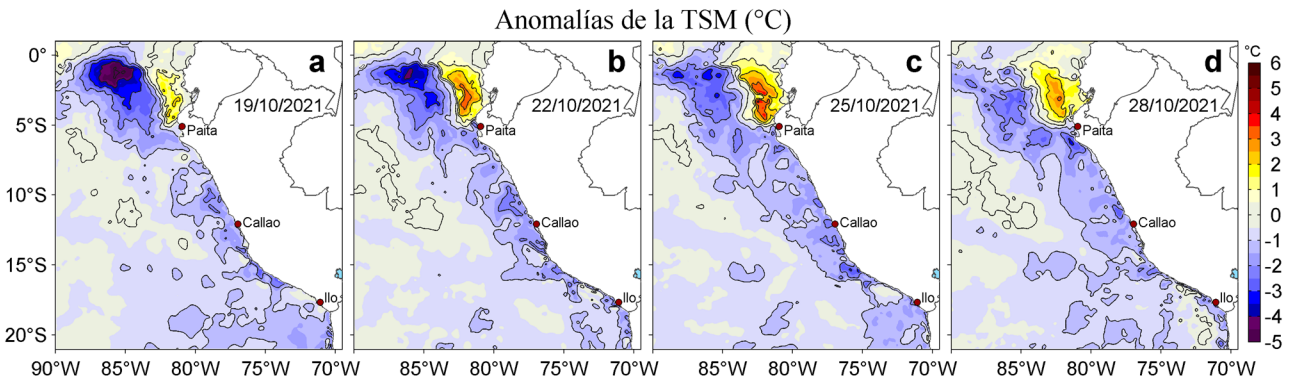 Anomalías de la TSM (°C)
a
19/10/2021
Paita
Callao
Ilo
b
22/10/2021
Paita
Callao
Ilo
c
25/10/2021
Paita
Callao
Ilo
d
28/10/2021
Paita
Callao
Ilo
0°
5°S
10°S
15°S
20°S
90°W 85°W 80°W 75°W 70°W
85°W 80°W 75°W 70°W
85°W 80°W 75°W 70°W
85°W 80°W 75°W 70°W
°C
6
5
4
3
2
1
0
-1
-2
-3
-4
-5